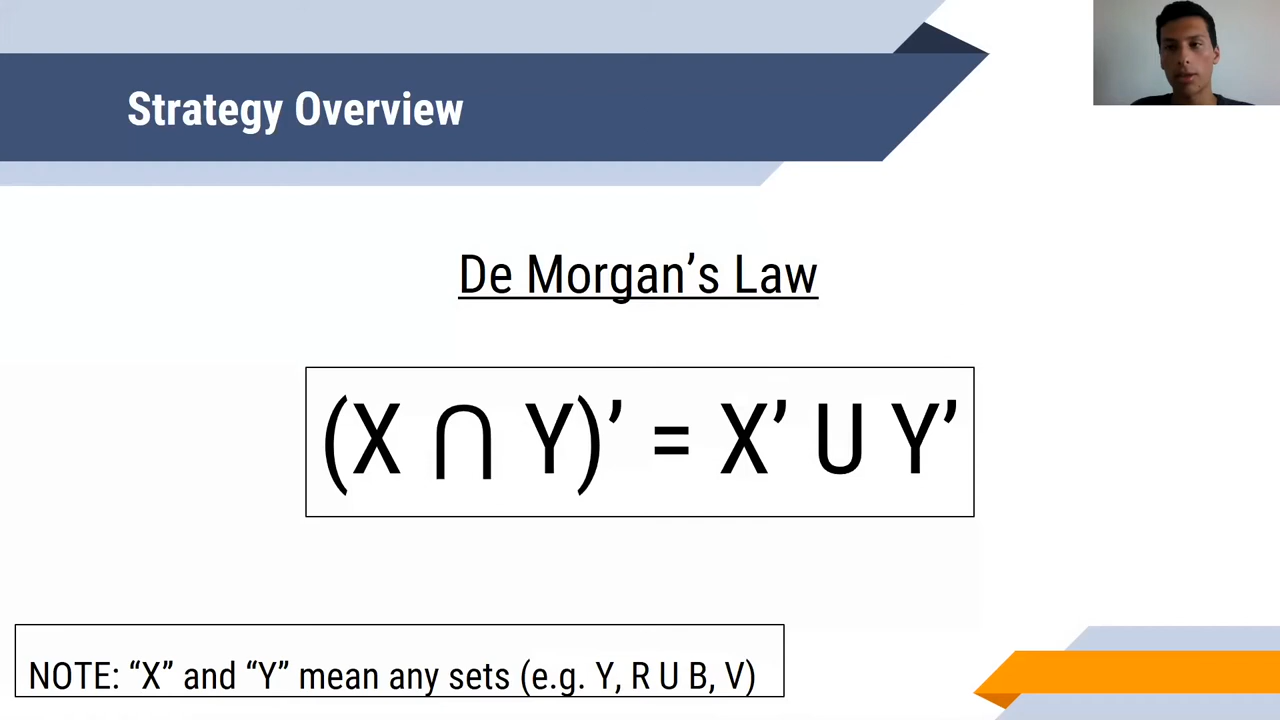 Strategy Overview
De Morgan’s Law
(X ∩ Y)’ = X’ U Y’
NOTE: “X” and “Y” mean any sets (e.g. Y, R U B, V)